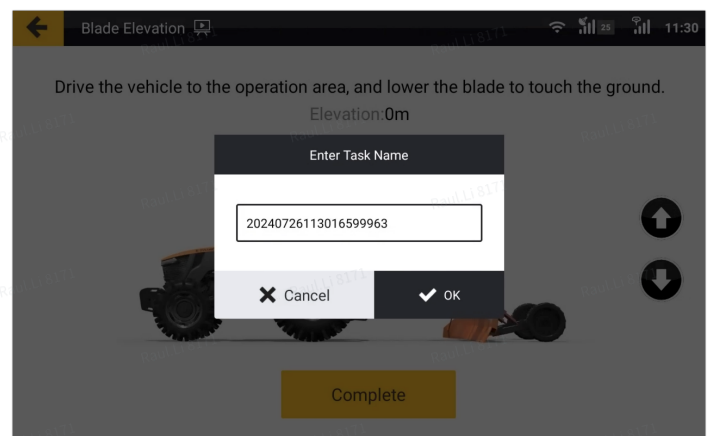 Blade Elevation
25
11:30
Drive the vehicle to the operation area, and lower the blade to touch the ground.
Elevation:0m
Enter Task Name
20240726113016599963
Cancel
OK
Complete
RaulLi8171